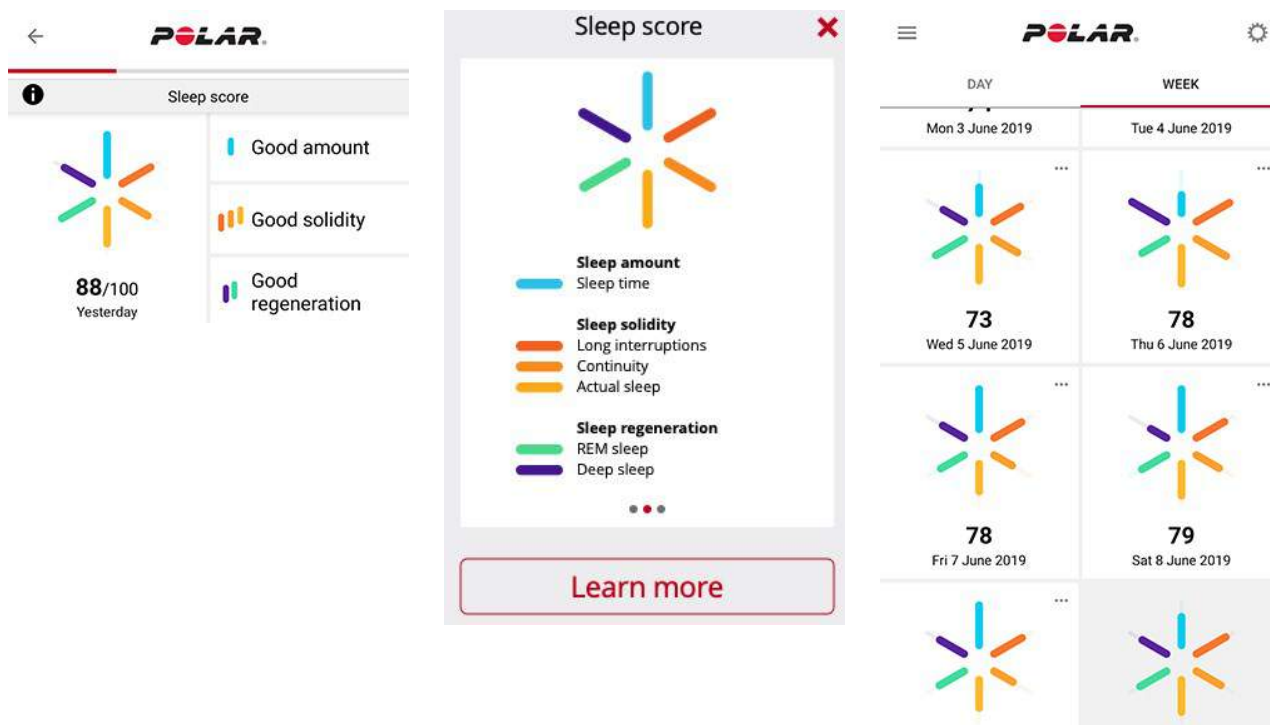 POLAR
Sleep score
Good amount
Good solidity
Good
regeneration
88/100
Yesterday
Sleep score
Sleep amount
Sleep time
Sleep solidity
Long interruptions
Continuity
Actual sleep
Sleep regeneration
REM sleep
Deep sleep
Learn more
POLAR
DAY WEEK
Mon 3 June 2019 Tue 4 June 2019
73 78
Wed 5 June 2019 Thu 6 June 2019
78 79
Fri 7 June 2019 Sat 8 June 2019